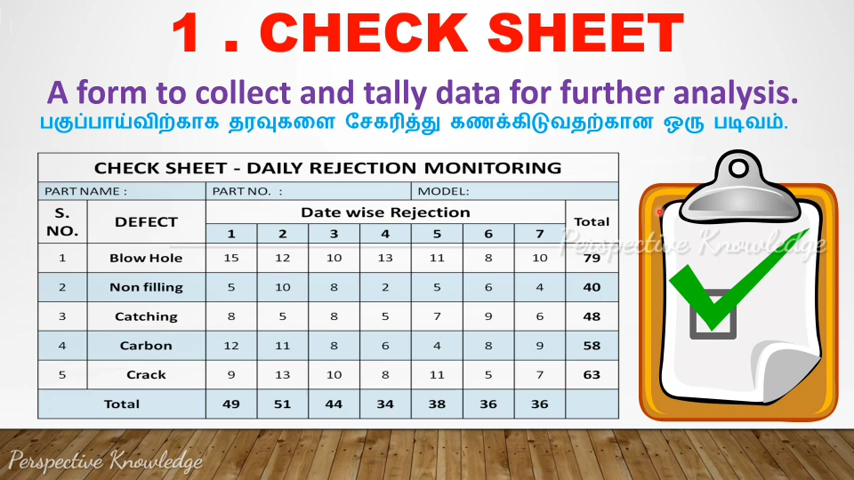 1 . CHECK SHEET
A form to collect and tally data for further analysis.
பகுப்பாய்விற்காக தரவுகளை சேகரித்து கணக்கிடுவதற்கான ஒரு படிவம்.
CHECK SHEET - DAILY REJECTION MONITORING
PART NAME : PART NO. : MODEL:
S. NO. DEFECT Date wise Rejection Total
1 2 3 4 5 6 7
Perspective Knowledge
1 Blow Hole 15 12 10 13 11 8 10 79
2 Non filling 5 10 8 2 5 6 4 40
3 Catching 8 5 8 5 7 9 6 48
4 Carbon 12 11 8 6 4 8 9 58
5 Crack 9 13 10 8 11 5 7 63
Total 49 51 44 34 38 36 36
Perspective Knowledge